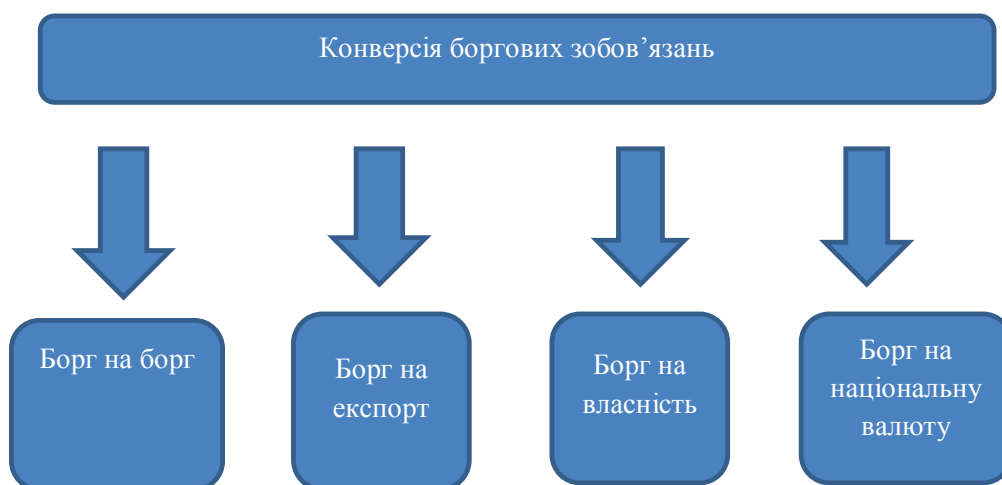 Конверсія боргових зобов’язань
Борг на борг
Борг на
експорт
Борг на
власність
Борг на
національну
валюту